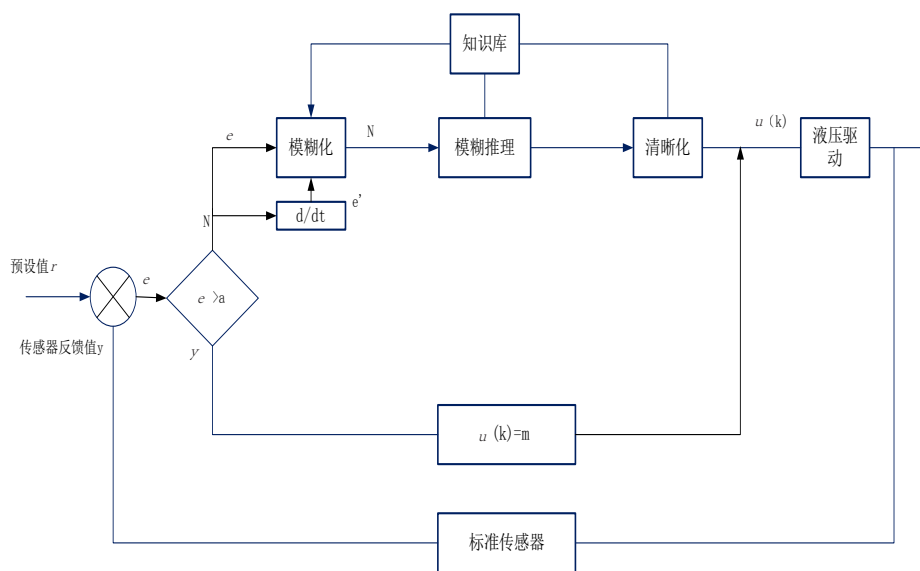 知识库
u (k)
e
模糊化
N
模糊推理
清晰化
液压驱
动
e'
d/dt
N
预设值r
e
e >a
传感器反馈值y
y
u (k)=m
标准传感器